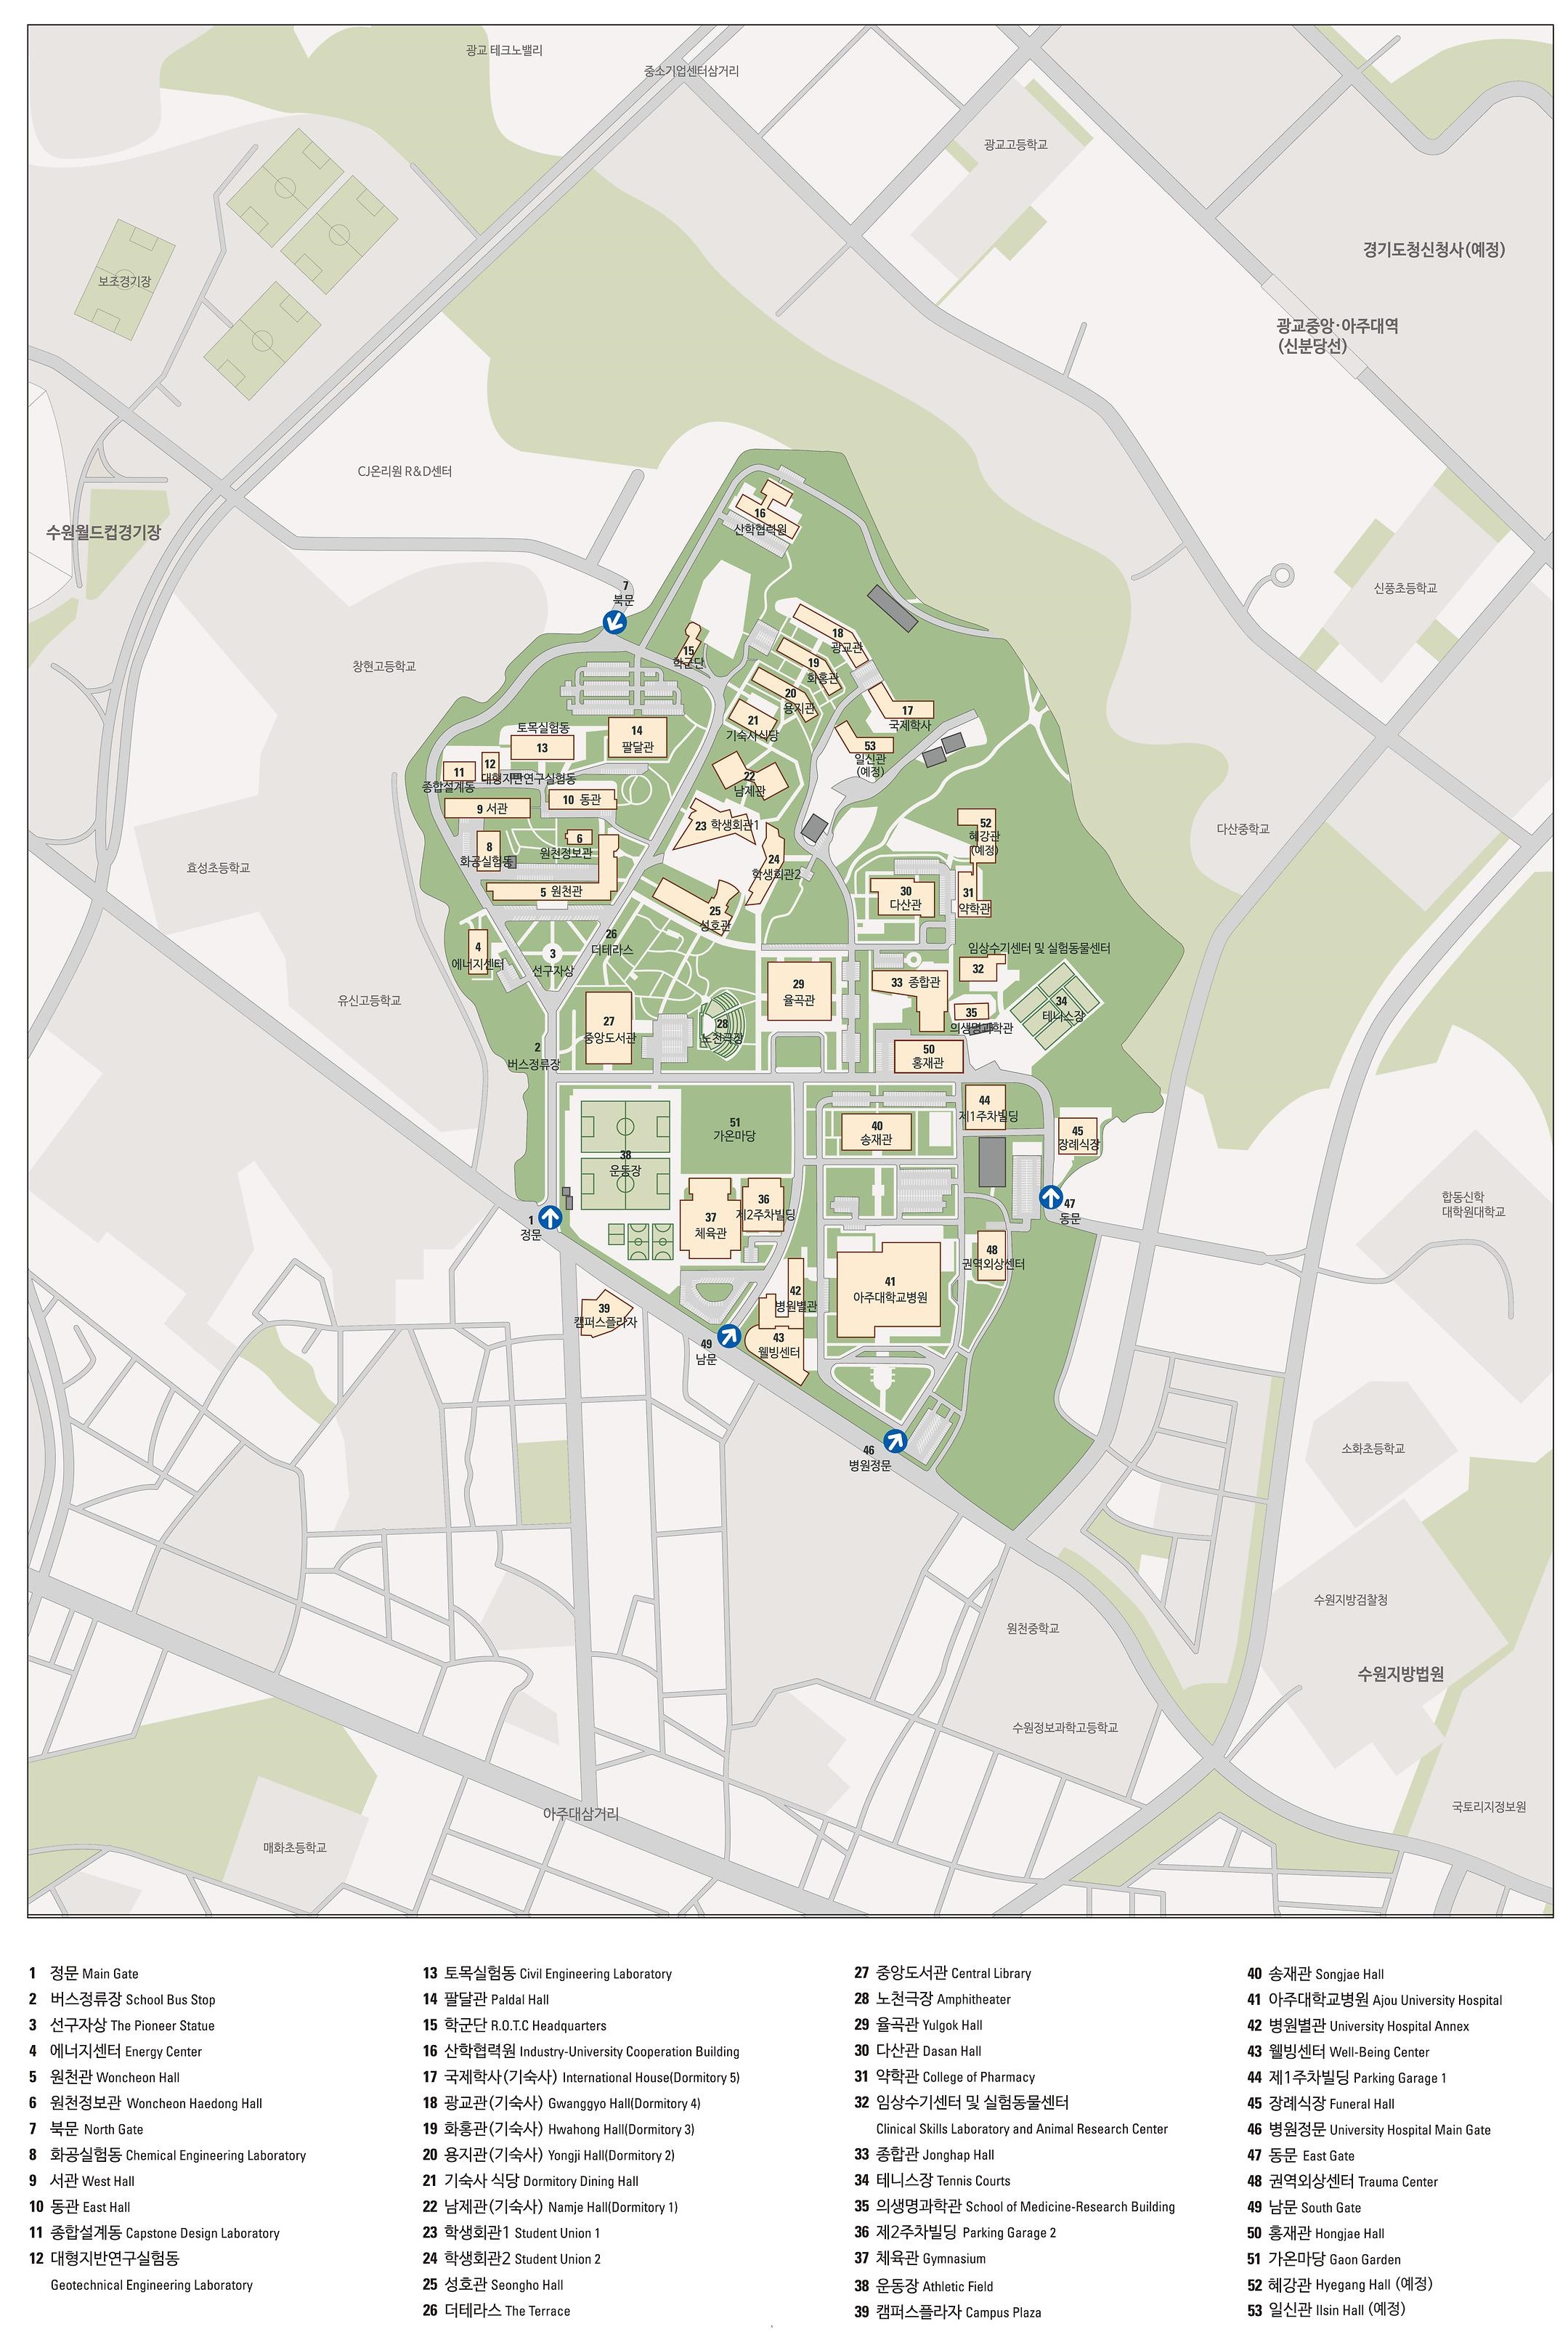 광교 테크노밸리
중소기업센터삼거리
광교고등학교
경기도청신청사(예정)
보조경기장
광교중앙·아주대역
(신분당선)
CJ온리원 R&D센터
수원월드컵경기장
16
산학협력원
7
북문
신풍초등학교
18
광교관
15
학군단
19
화홍관
창현고등학교
20
용지관
17
국제학사
21
기숙사식당
토목실험동
13
14
팔달관
53
일신관
(예정)
12
대형지반연구실험동
11
종합설계동
22
남제관
10 동관
9 서관
23 학생회관1
52
혜강관
(예정)
다산중학교
6
원천정보관
8
화공실험동
24
학생회관2
효성초등학교
5 원천관
30
다산관
31
약학관
25
성호관
26
더테라스
4
에너지센터
3
선구자상
임상수기센터 및 실험동물센터
32
29
율곡관
33 종합관
유신고등학교
34
테니스장
35
의생명과학관
27
중앙도서관
28
노천극장
2
버스정류장
50
홍재관
44
제1주차빌딩
51
가온마당
40
송재관
45
장례식장
38
운동장
36
제2주차빌딩
47
동문
합동신학
대학원대학교
1
정문
37
체육관
48
권역외상센터
41
아주대학교병원
42
병원별관
39
캠퍼스플라자
43
웰빙센터
49
남문
46
병원정문
소화초등학교
수원지방검찰청
원천중학교
수원지방법원
수원정보과학고등학교
국토리지정보원
아주대삼거리
매화초등학교
1 정문 Main Gate
2 버스정류장 School Bus Stop
3 선구자상 The Pioneer Statue
4 에너지센터 Energy Center
5 원천관 Woncheon Hall
6 원천정보관 Woncheon Haedong Hall
7 북문 North Gate
8 화공실험동 Chemical Engineering Laboratory
9 서관 West Hall
10 동관 East Hall
11 종합설계동 Capstone Design Laboratory
12 대형지반연구실험동
Geotechnical Engineering Laboratory
13 토목실험동 Civil Engineering Laboratory
14 팔달관 Paldal Hall
15 학군단 R.O.T.C Headquarters
16 산학협력원 Industry-University Cooperation Building
17 국제학사(기숙사) International House(Dormitory 5)
18 광교관(기숙사) Gwanggyo Hall(Dormitory 4)
19 화홍관(기숙사) Hwahong Hall(Dormitory 3)
20 용지관(기숙사) Yongji Hall(Dormitory 2)
21 기숙사 식당 Dormitory Dining Hall
22 남제관(기숙사) Namje Hall(Dormitory 1)
23 학생회관1 Student Union 1
24 학생회관2 Student Union 2
25 성호관 Seongho Hall
26 더테라스 The Terrace
27 중앙도서관 Central Library
28 노천극장 Amphitheater
29 율곡관 Yulgok Hall
30 다산관 Dasan Hall
31 약학관 College of Pharmacy
32 임상수기센터 및 실험동물센터
Clinical Skills Laboratory and Animal Research Center
33 종합관 Jonghap Hall
34 테니스장 Tennis Courts
35 의생명과학관 School of Medicine-Research Building
36 제2주차빌딩 Parking Garage 2
37 체육관 Gymnasium
38 운동장 Athletic Field
39 캠퍼스플라자 Campus Plaza
40 송재관 Songjae Hall
41 아주대학교병원 Ajou University Hospital
42 병원별관 University Hospital Annex
43 웰빙센터 Well-Being Center
44 제1주차빌딩 Parking Garage 1
45 장례식장 Funeral Hall
46 병원정문 University Hospital Main Gate
47 동문 East Gate
48 권역외상센터 Trauma Center
49 남문 South Gate
50 홍재관 Hongjae Hall
51 가온마당 Gaon Garden
52 혜강관 Hyegang Hall (예정)
53 일신관 Ilsin Hall (예정)